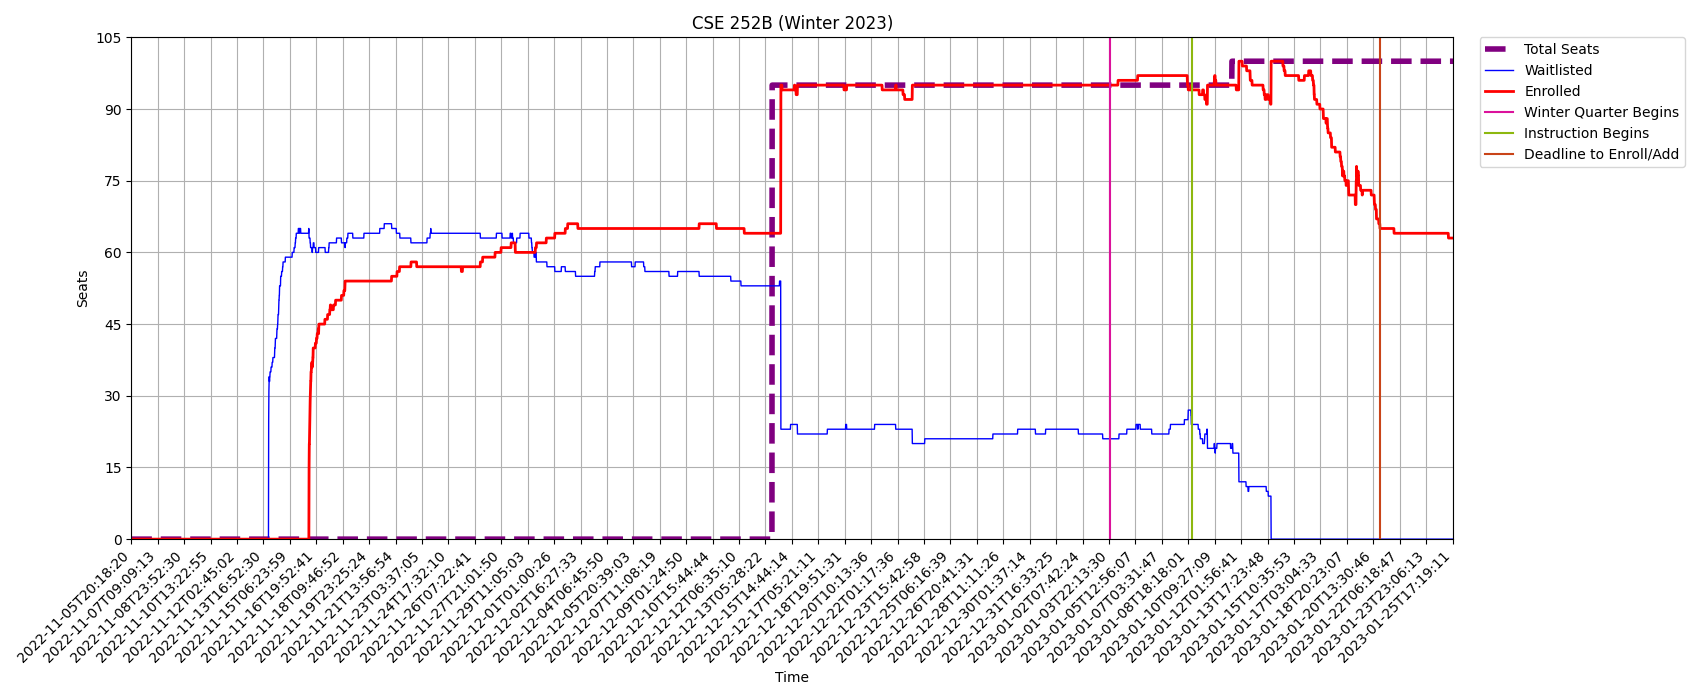 CSE 252B (Winter 2023)
105
90
75
60
45
30
15
0
Seats
Total Seats
Waitlisted
Enrolled
Winter Quarter Begins
Instruction Begins
Deadline to Enroll/Add
2022-11-05T20:18:20
2022-11-07T09:09:13
2022-11-08T23:52:30
2022-11-10T13:22:55
2022-11-12T02:45:02
2022-11-13T16:52:30
2022-11-15T06:23:59
2022-11-16T19:52:41
2022-11-18T09:46:52
2022-11-19T23:25:24
2022-11-21T13:56:54
2022-11-23T03:37:05
2022-11-24T17:32:10
2022-11-26T07:22:41
2022-11-27T21:01:50
2022-11-29T11:05:03
2022-12-01T01:00:26
2022-12-02T16:27:33
2022-12-04T06:45:50
2022-12-05T20:39:03
2022-12-07T11:08:19
2022-12-09T01:24:50
2022-12-10T15:44:44
2022-12-12T06:35:10
2022-12-13T05:28:22
2022-12-15T14:44:14
2022-12-17T05:21:11
2022-12-18T19:51:31
2022-12-20T10:13:36
2022-12-22T01:17:36
2022-12-23T15:42:58
2022-12-25T06:16:39
2022-12-26T20:41:31
2022-12-28T11:11:26
2022-12-30T01:37:14
2022-12-31T16:33:25
2023-01-02T07:42:24
2023-01-03T22:13:30
2023-01-05T12:56:07
2023-01-07T03:31:47
2023-01-08T18:18:01
2023-01-10T09:27:09
2023-01-12T01:56:41
2023-01-13T17:23:48
2023-01-15T10:35:53
2023-01-17T03:04:33
2023-01-18T20:23:07
2023-01-20T13:30:46
2023-01-22T06:18:47
2023-01-23T23:06:13
2023-01-25T17:19:11
Time